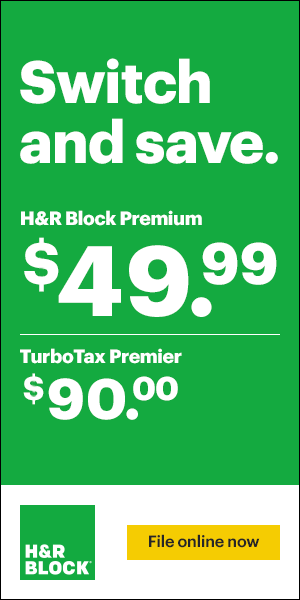 Switch
and save.
H&R Block Premium
$49.99
TurboTax Premier
$90.00
H&R
BLOCK
File online now